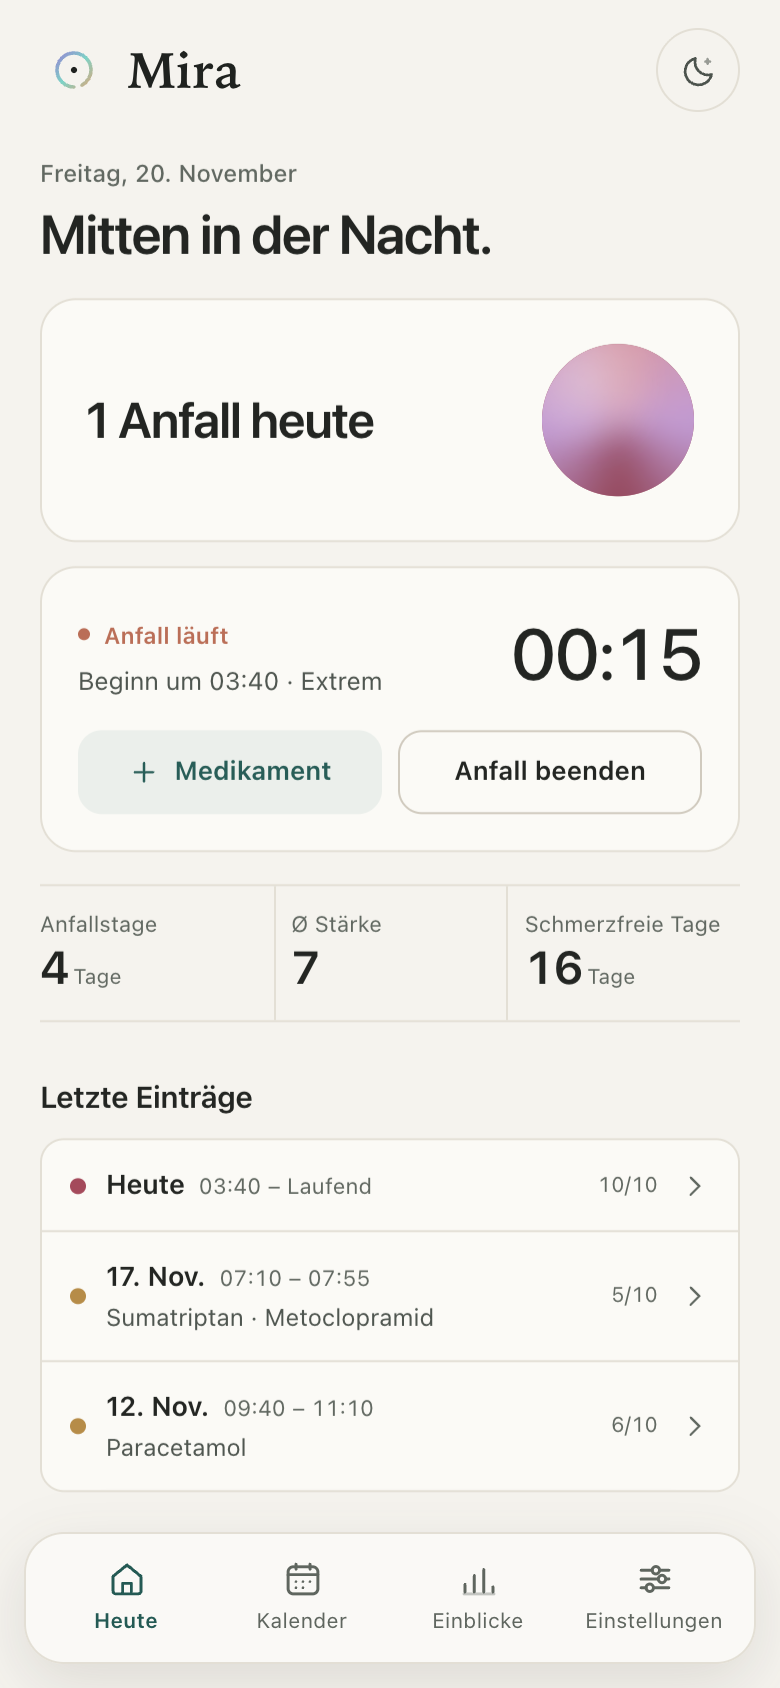 Mira
Freitag, 20. November
Mitten in der Nacht.
1 Anfall heute
Anfall läuft
00:15
Beginn um 03:40 · Extrem
+ Medikament
Anfall beenden
Anfallstage
4 Tage
Ø Stärke
7
Schmerzfreie Tage
16 Tage
Letzte Einträge
Heute 03:40 – Laufend 10/10
17. Nov. 07:10 – 07:55 5/10
Sumatriptan · Metoclopramid
12. Nov. 09:40 – 11:10 6/10
Paracetamol
Heute
Kalender
Einblicke
Einstellungen